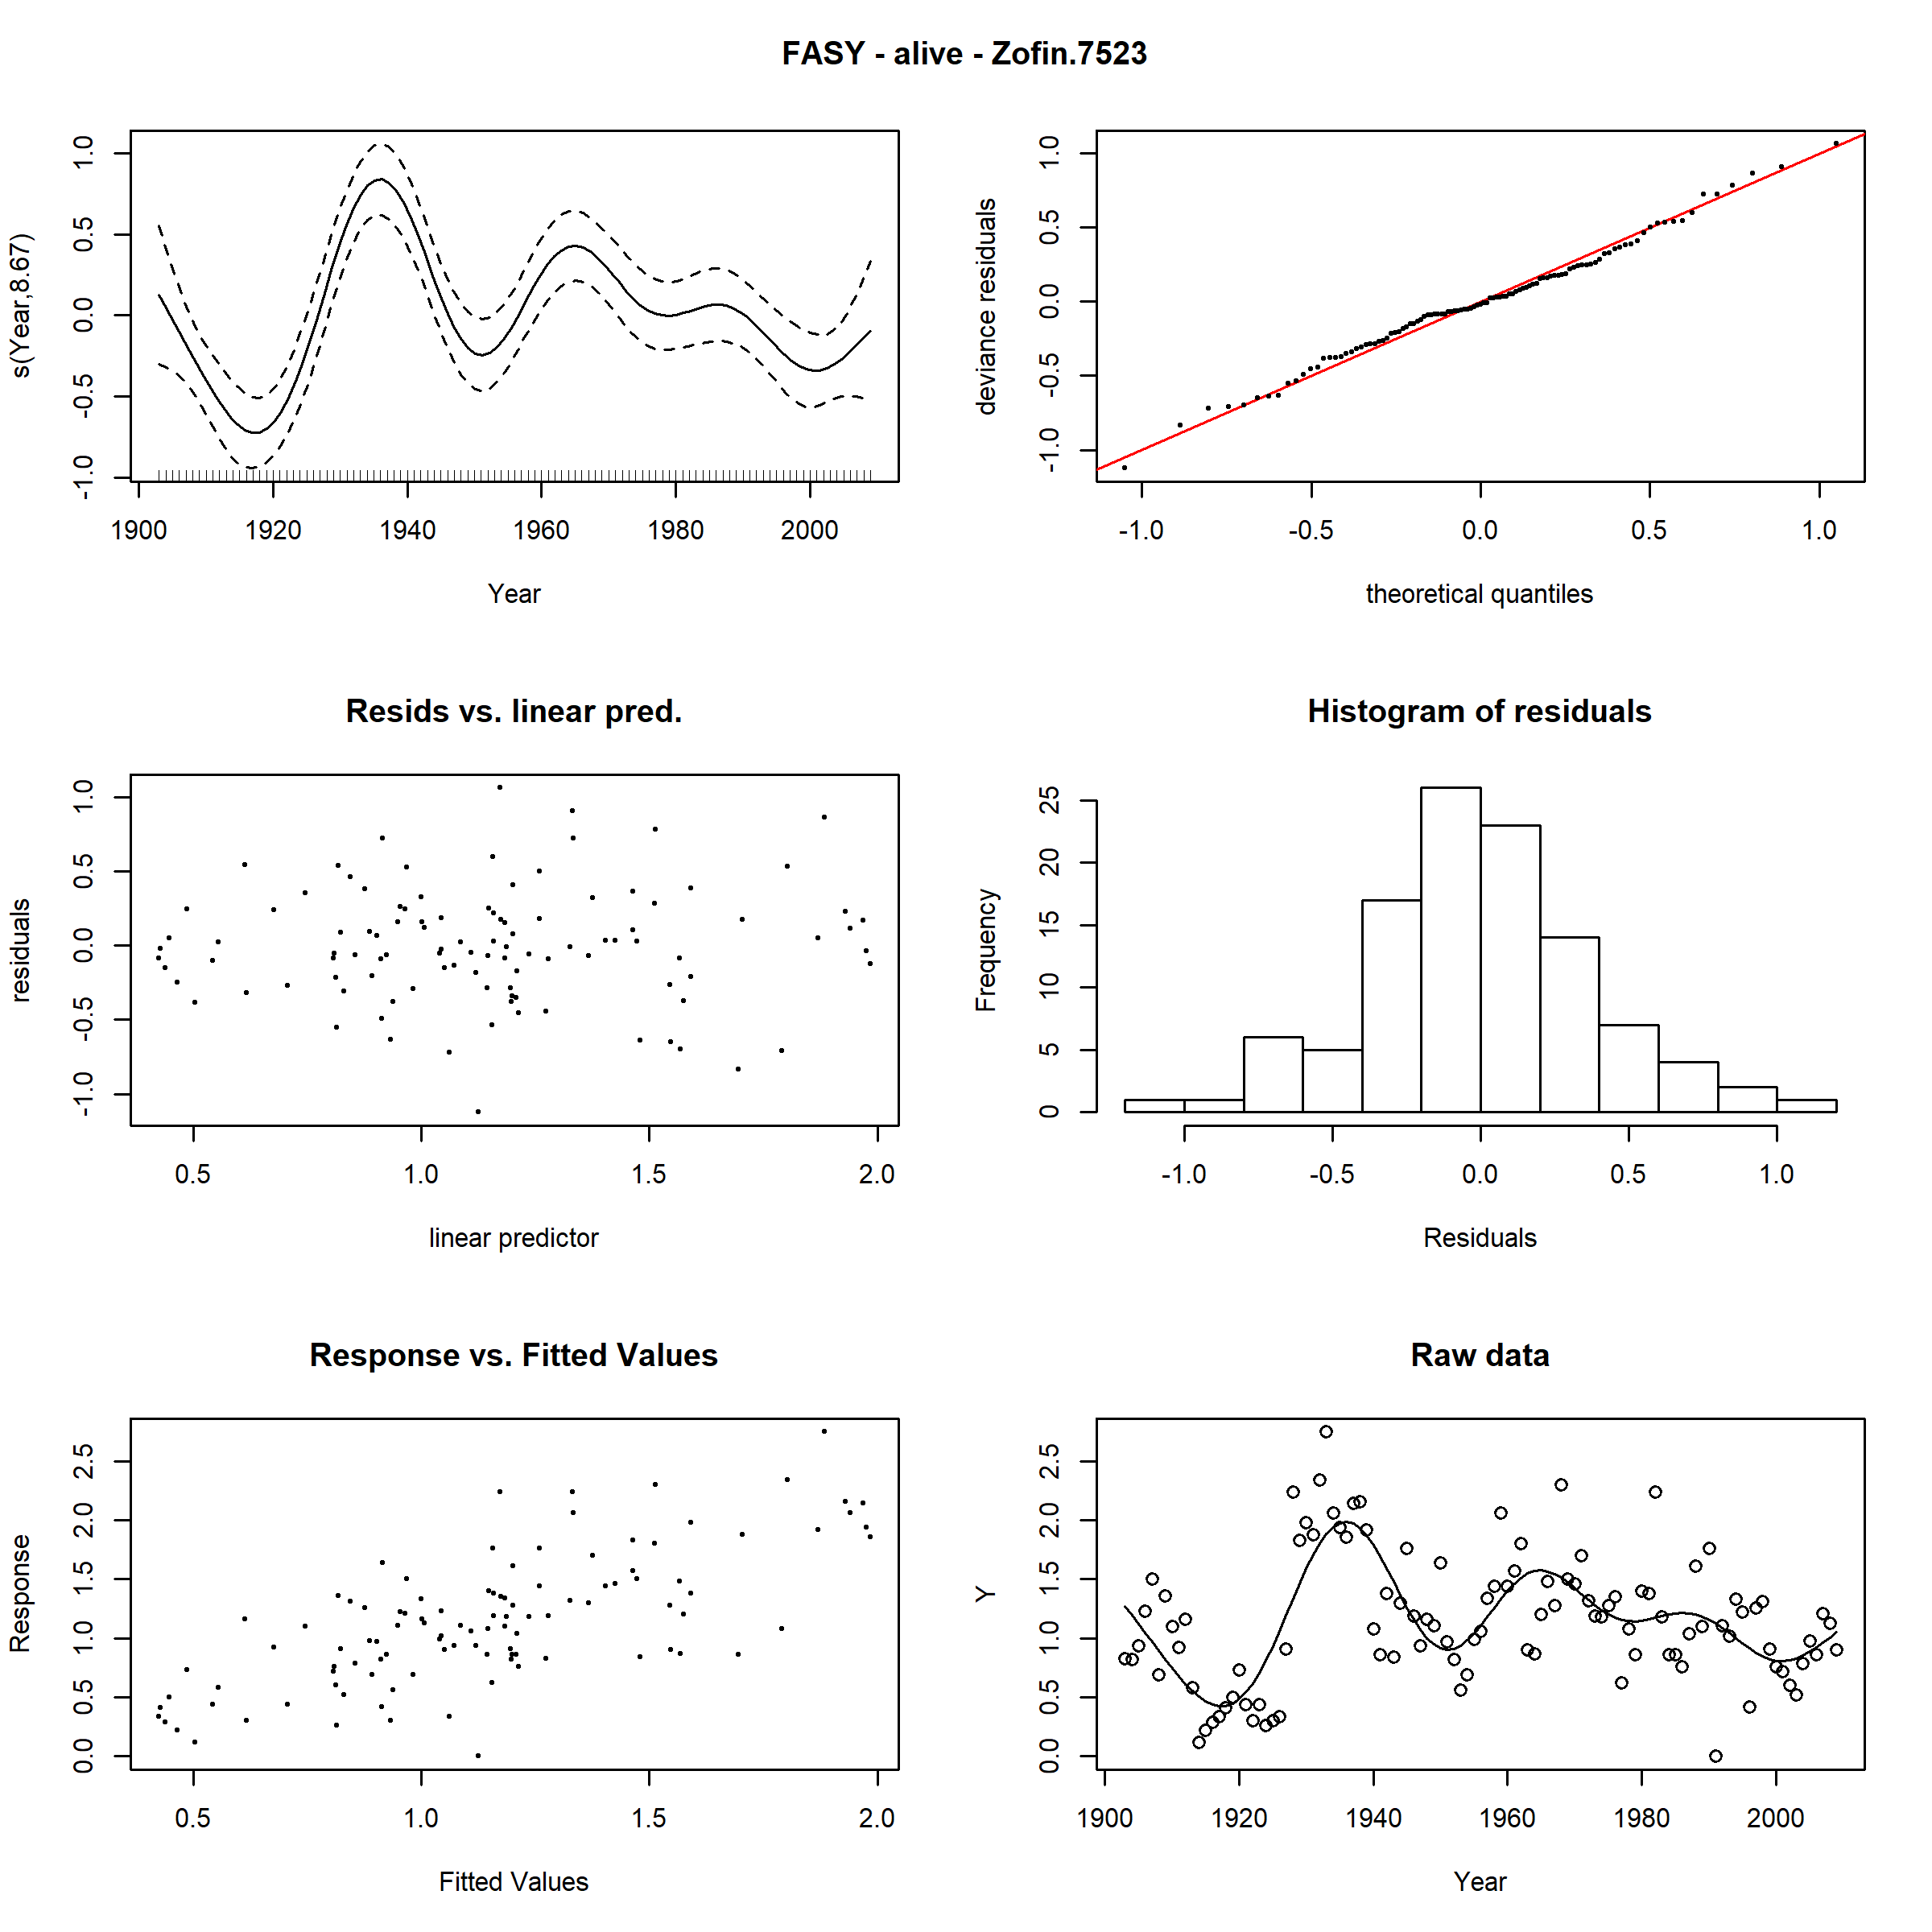 FASY - alive - Zofin.7523
s(Year,8.67)
-1.0 -0.5 0.0 0.5 1.0
1900 1920 1940 1960 1980 2000
Year
deviance residuals
-1.0 -0.5 0.0 0.5 1.0
-1.0 -0.5 0.0 0.5 1.0
theoretical quantiles
Resids vs. linear pred.
residuals
-1.0 -0.5 0.0 0.5 1.0
0.5 1.0 1.5 2.0
linear predictor
Histogram of residuals
Frequency
0 5 10 15 20 25
-1.0 -0.5 0.0 0.5 1.0
Residuals
Response vs. Fitted Values
Response
0.0 0.5 1.0 1.5 2.0 2.5
0.5 1.0 1.5 2.0
Fitted Values
Raw data
Y
0.0 0.5 1.0 1.5 2.0 2.5
1900 1920 1940 1960 1980 2000
Year